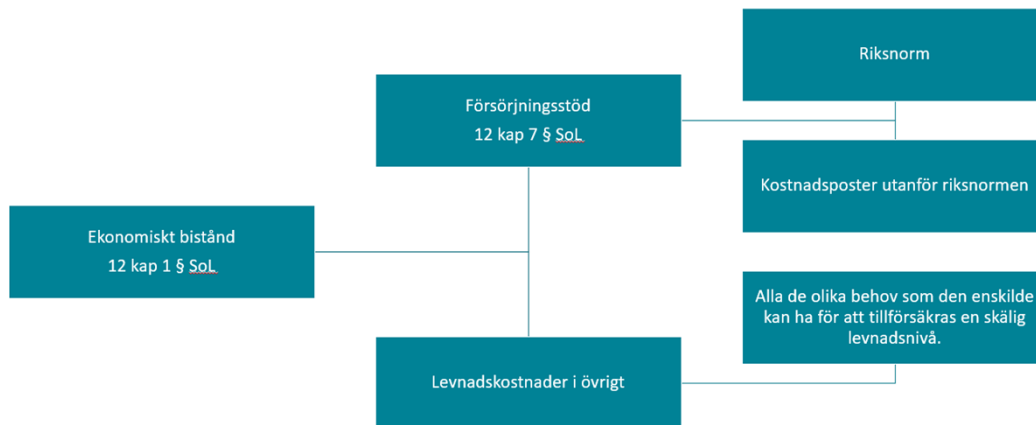 Ekonomiskt bistånd
12 kap 1 § SoL
Försörjningsstöd
12 kap 7 § SoL
Riksnorm
Kostnadsposter utanför riksnormen
Levnadskostnader i övrigt
Alla de olika behov som den enskilde
kan ha för att tillförsäkras en skälig
levnadsnivå.